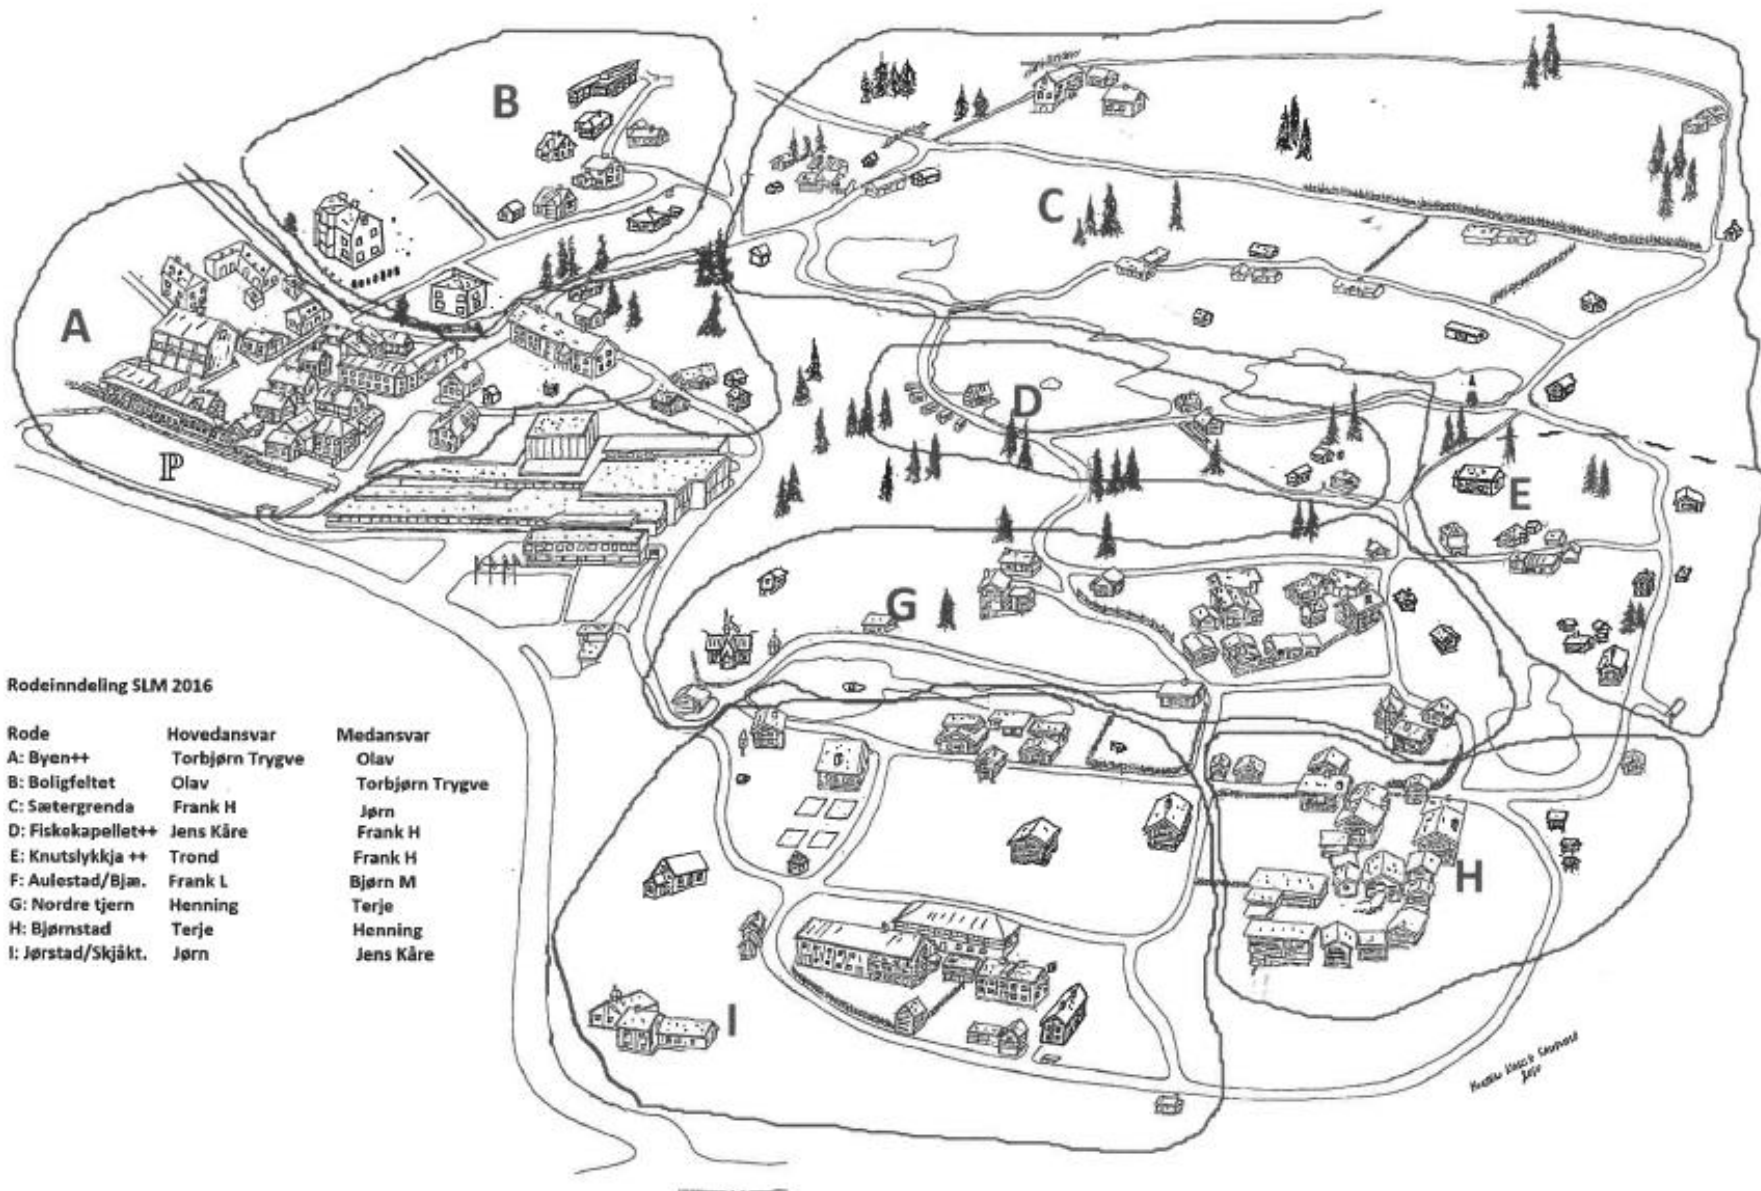 B
C
A
D
P
E
G
Rodeinndeling SLM 2016
Rode Hovedansvar Medansvar
A: Byen++ Torbjørn Trygve Olav
B: Boligfeltet Olav Torbjørn Trygve
C: Sætergrenda Frank H Jørn
D: Fiskekapellet++ Jens Kåre Frank H
E: Knutslykkja ++ Trond Frank H
F: Aulestad/Bjæ. Frank L Bjørn M
G: Nordre tjern Henning Terje
H: Bjørnstad Terje Henning
I: Jørstad/Skjåkt. Jørn Jens Kåre
H
I